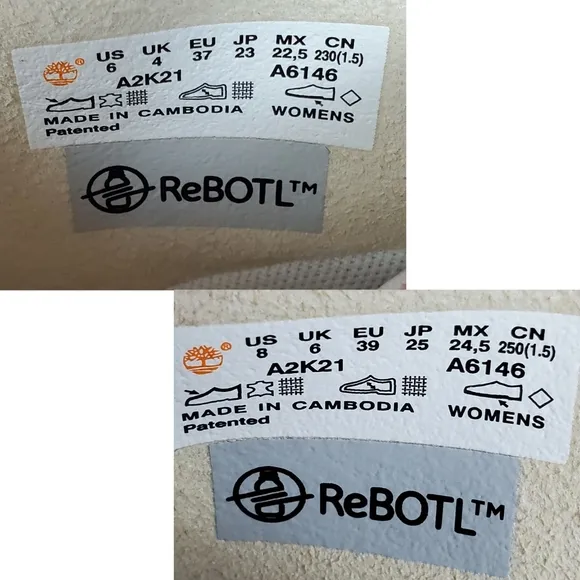 US UK EU JP MX CN
6 4 37 23 22,5 230(1.5)
A2K21 A6146
MADE IN CAMBODIA WOMENS
Patented
ReBOTL™
US UK EU JP MX CN
8 6 39 25 24,5 250(1.5)
A2K21 A6146
MADE IN CAMBODIA WOMENS
Patented
ReBOTL™